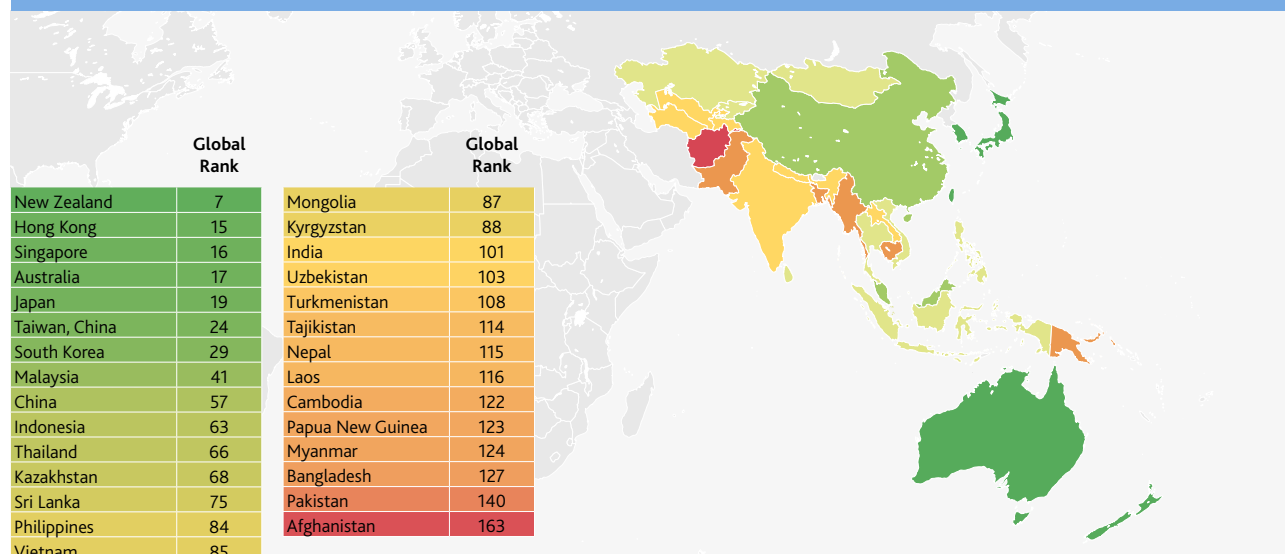 Global
Rank
New Zealand 7
Hong Kong 15
Singapore 16
Australia 17
Japan 19
Taiwan, China 24
South Korea 29
Malaysia 41
China 57
Indonesia 63
Thailand 66
Kazakhstan 68
Sri Lanka 75
Philippines 84
Vietnam 85
Global
Rank
Mongolia 87
Kyrgyzstan 88
India 101
Uzbekistan 103
Turkmenistan 108
Tajikistan 114
Nepal 115
Laos 116
Cambodia 122
Papua New Guinea 123
Myanmar 124
Bangladesh 127
Pakistan 140
Afghanistan 163